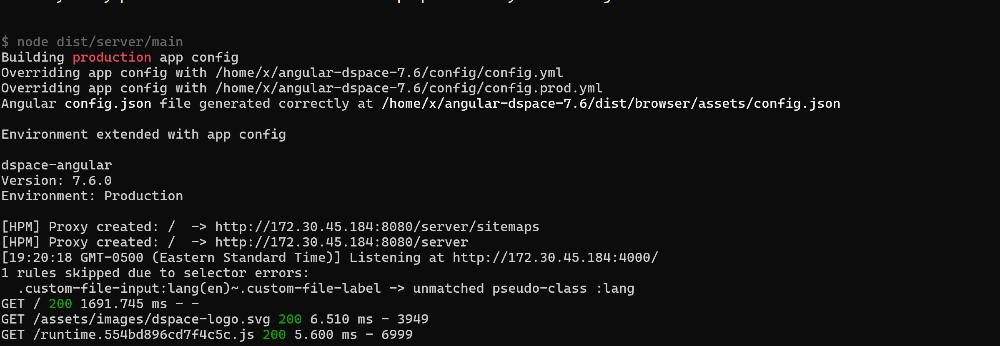 $ node dist/server/main
Building production app config
Overriding app config with /home/x/angular-dspace-7.6/config/config.yml
Overriding app config with /home/x/angular-dspace-7.6/config/config.prod.yml
Angular config.json file generated correctly at /home/x/angular-dspace-7.6/dist/browser/assets/config.json
Environment extended with app config
dspace-angular
Version: 7.6.0
Environment: Production
[HPM] Proxy created: /  -> http://172.30.45.184:8080/server/sitemaps
[HPM] Proxy created: /  -> http://172.30.45.184:8080/server
[19:20:18 GMT-0500 (Eastern Standard Time)] Listening at http://172.30.45.184:4000/
1 rules skipped due to selector errors:
  .custom-file-input:lang(en)~.custom-file-label -> unmatched pseudo-class :lang
GET / 200 1691.745 ms - -
GET /assets/images/dspace-logo.svg 200 6.510 ms - 3949
GET /runtime.554bd896cd7f4c5c.js 200 5.600 ms - 6999